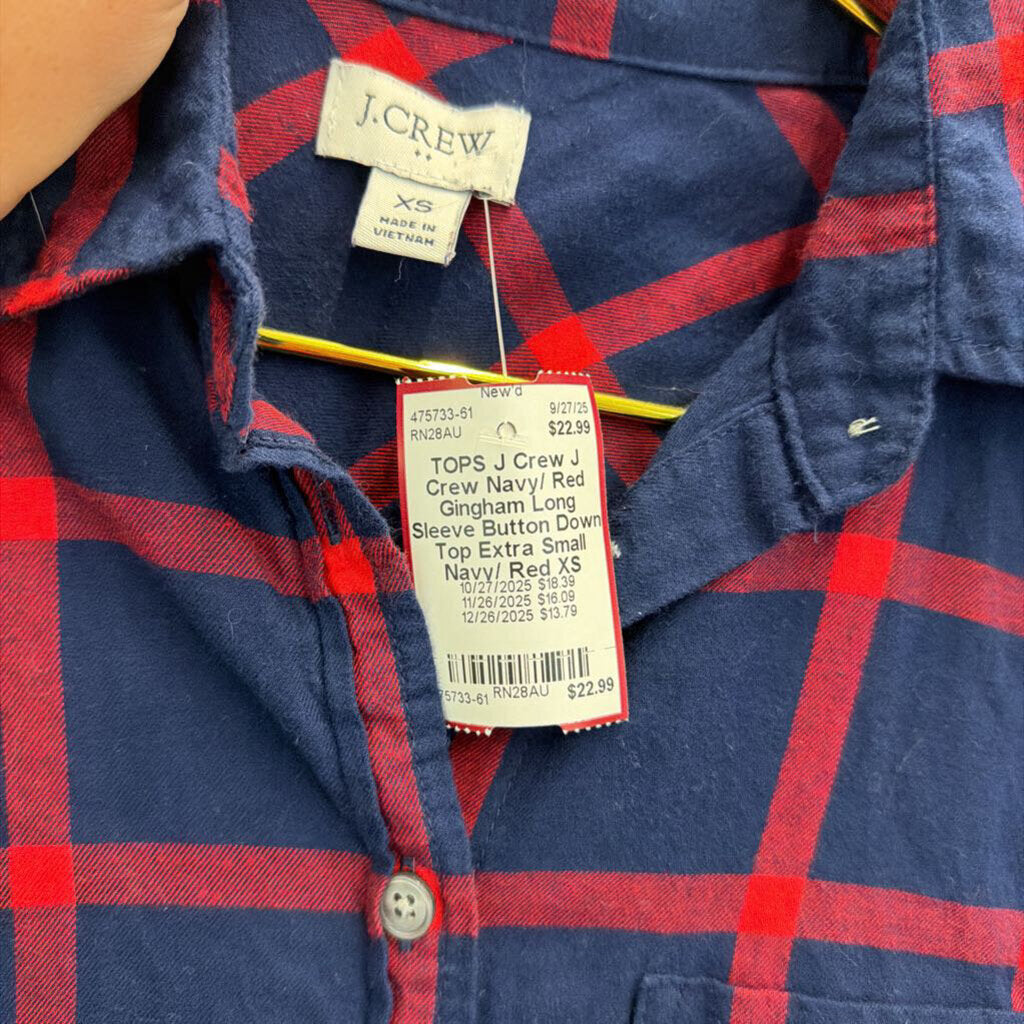 J.CREW
XS
MADE IN
VIETNAM
New'd
475733-61 9/27/25
RN28AU $22.99
TOPS J Crew J
Crew Navy/ Red
Gingham Long
Sleeve Button Down
Top Extra Small
Navy/ Red XS
10/27/2025 $18.39
11/26/2025 $16.09
12/26/2025 $13.79
75733-61 RN28AU $22.99